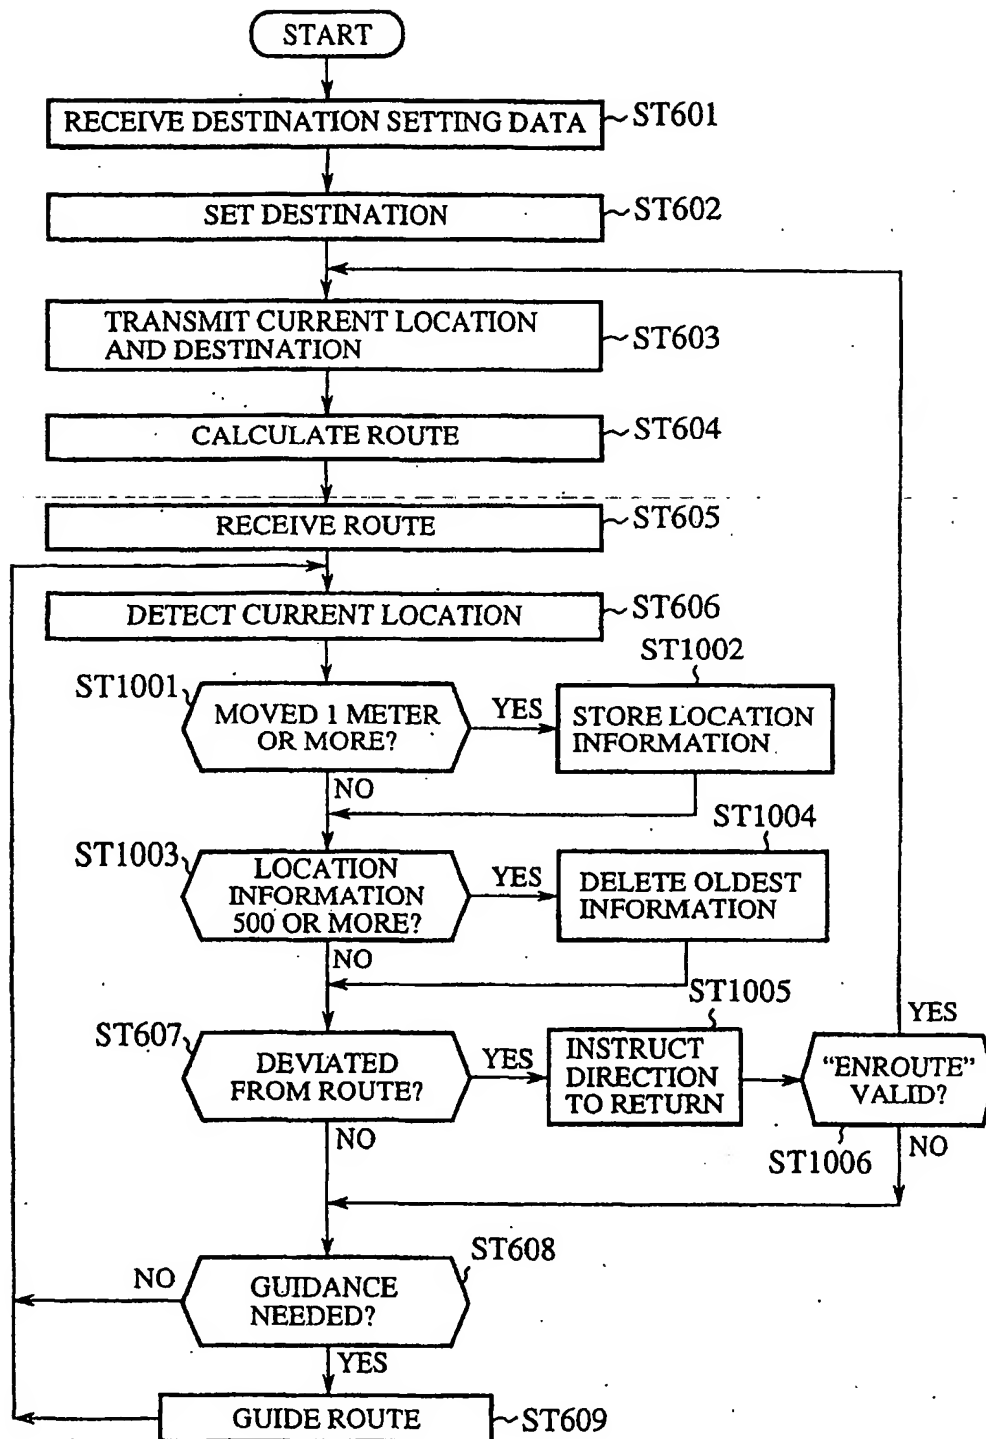 START
RECEIVE DESTINATION SETTING DATA
ST601
SET DESTINATION
ST602
TRANSMIT CURRENT LOCATION
AND DESTINATION
ST603
CALCULATE ROUTE
ST604
RECEIVE ROUTE
ST605
DETECT CURRENT LOCATION
ST606
ST1001
MOVED 1 METER
OR MORE?
YES
NO
ST1002
STORE LOCATION
INFORMATION
ST1003
LOCATION
INFORMATION
500 OR MORE?
YES
NO
ST1004
DELETE OLDEST
INFORMATION
ST607
DEVIATED
FROM ROUTE?
YES
NO
ST1005
INSTRUCT
DIRECTION
TO RETURN
YES
“ENROUTE”
VALID?
NO
ST1006
ST608
NO
GUIDANCE
NEEDED?
YES
GUIDE ROUTE
ST609